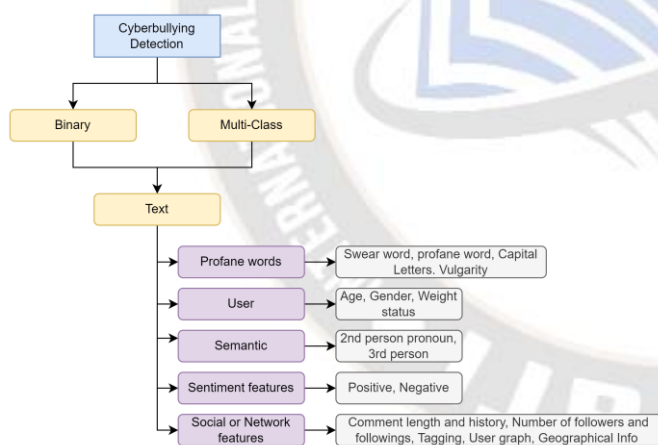 Cyberbullying
Detection
Binary
Multi-Class
Text
Profane words
Swear word, profane word, Capital
Letters. Vulgarity
User
Age, Gender, Weight
status
Semantic
2nd person pronoun,
3rd person
Sentiment features
Positive, Negative
Social or Network
features
Comment length and history, Number of followers and
followings, Tagging, User graph, Geographical Info